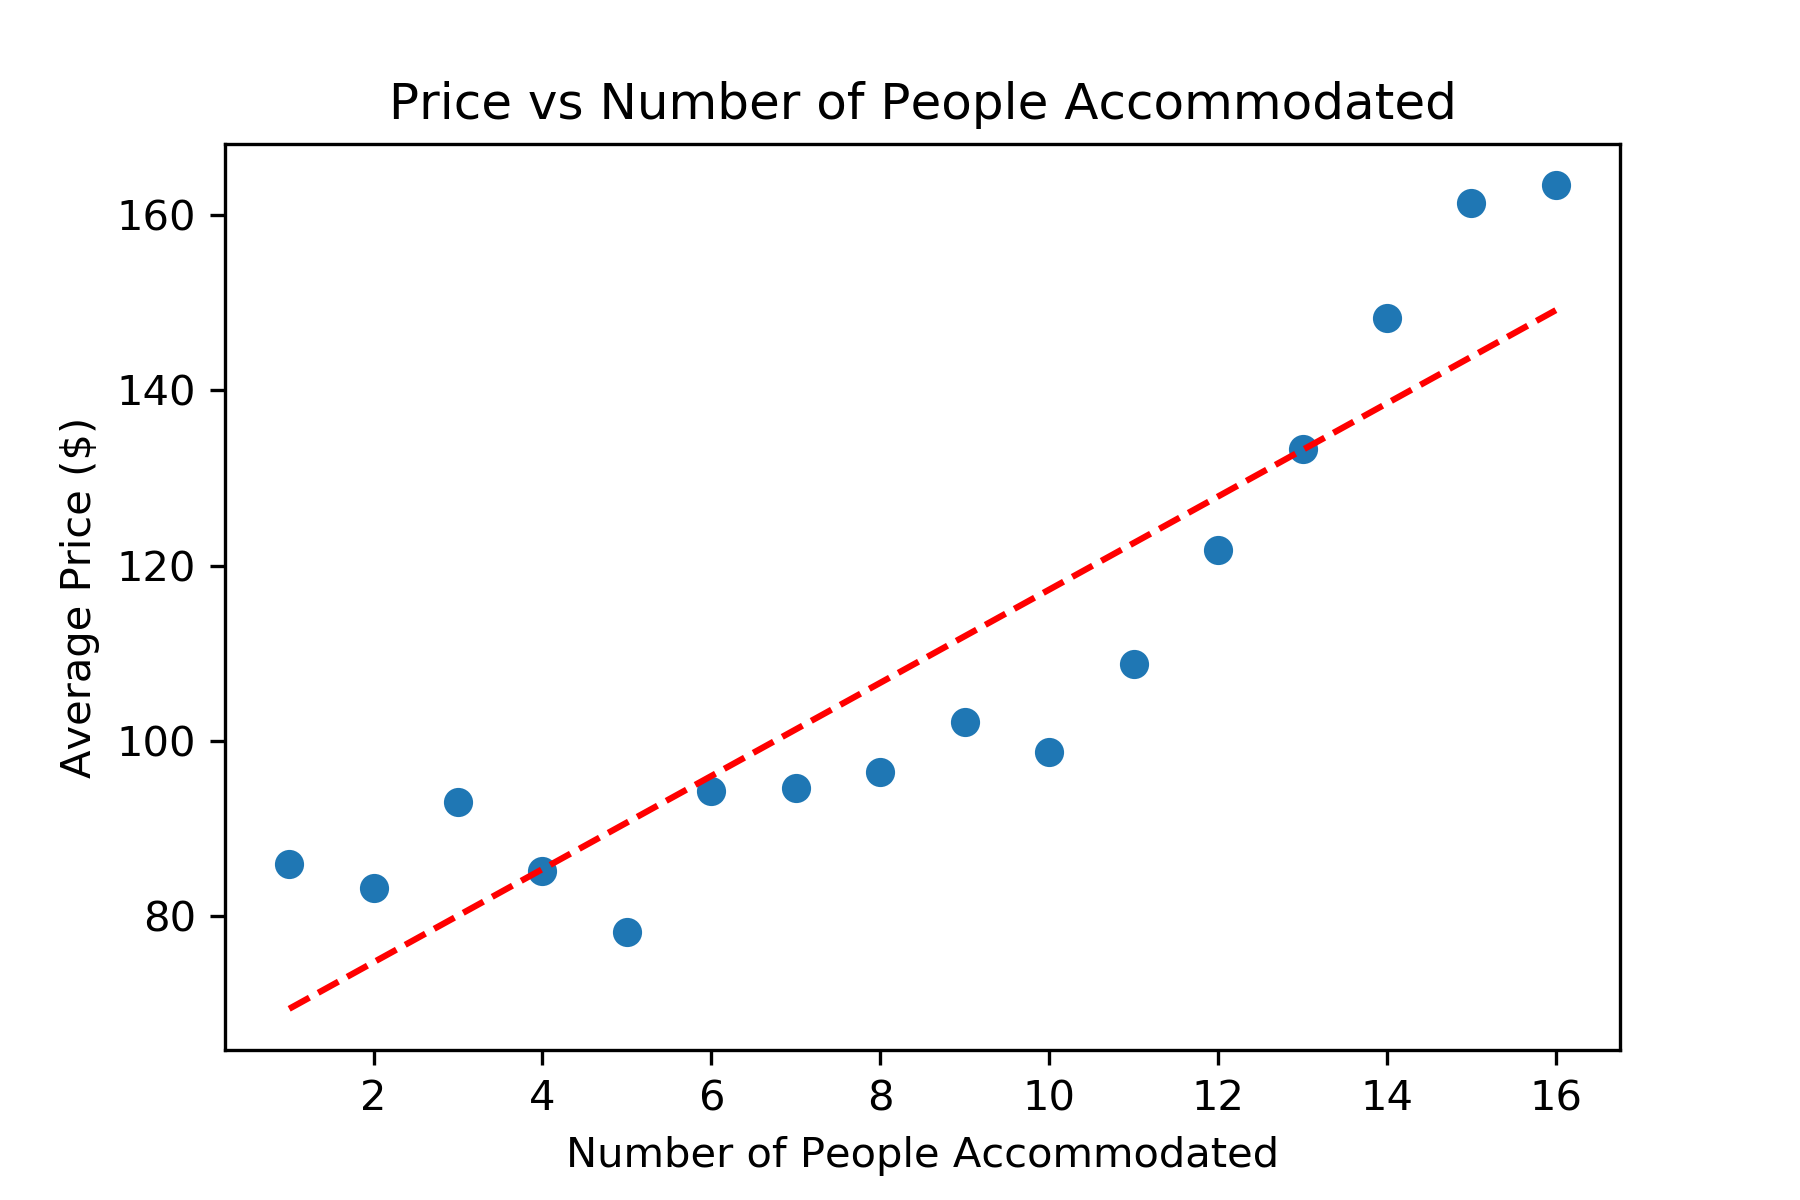 Price vs Number of People Accommodated
160
140
120
100
80
Average Price ($)
2 4 6 8 10 12 14 16
Number of People Accommodated